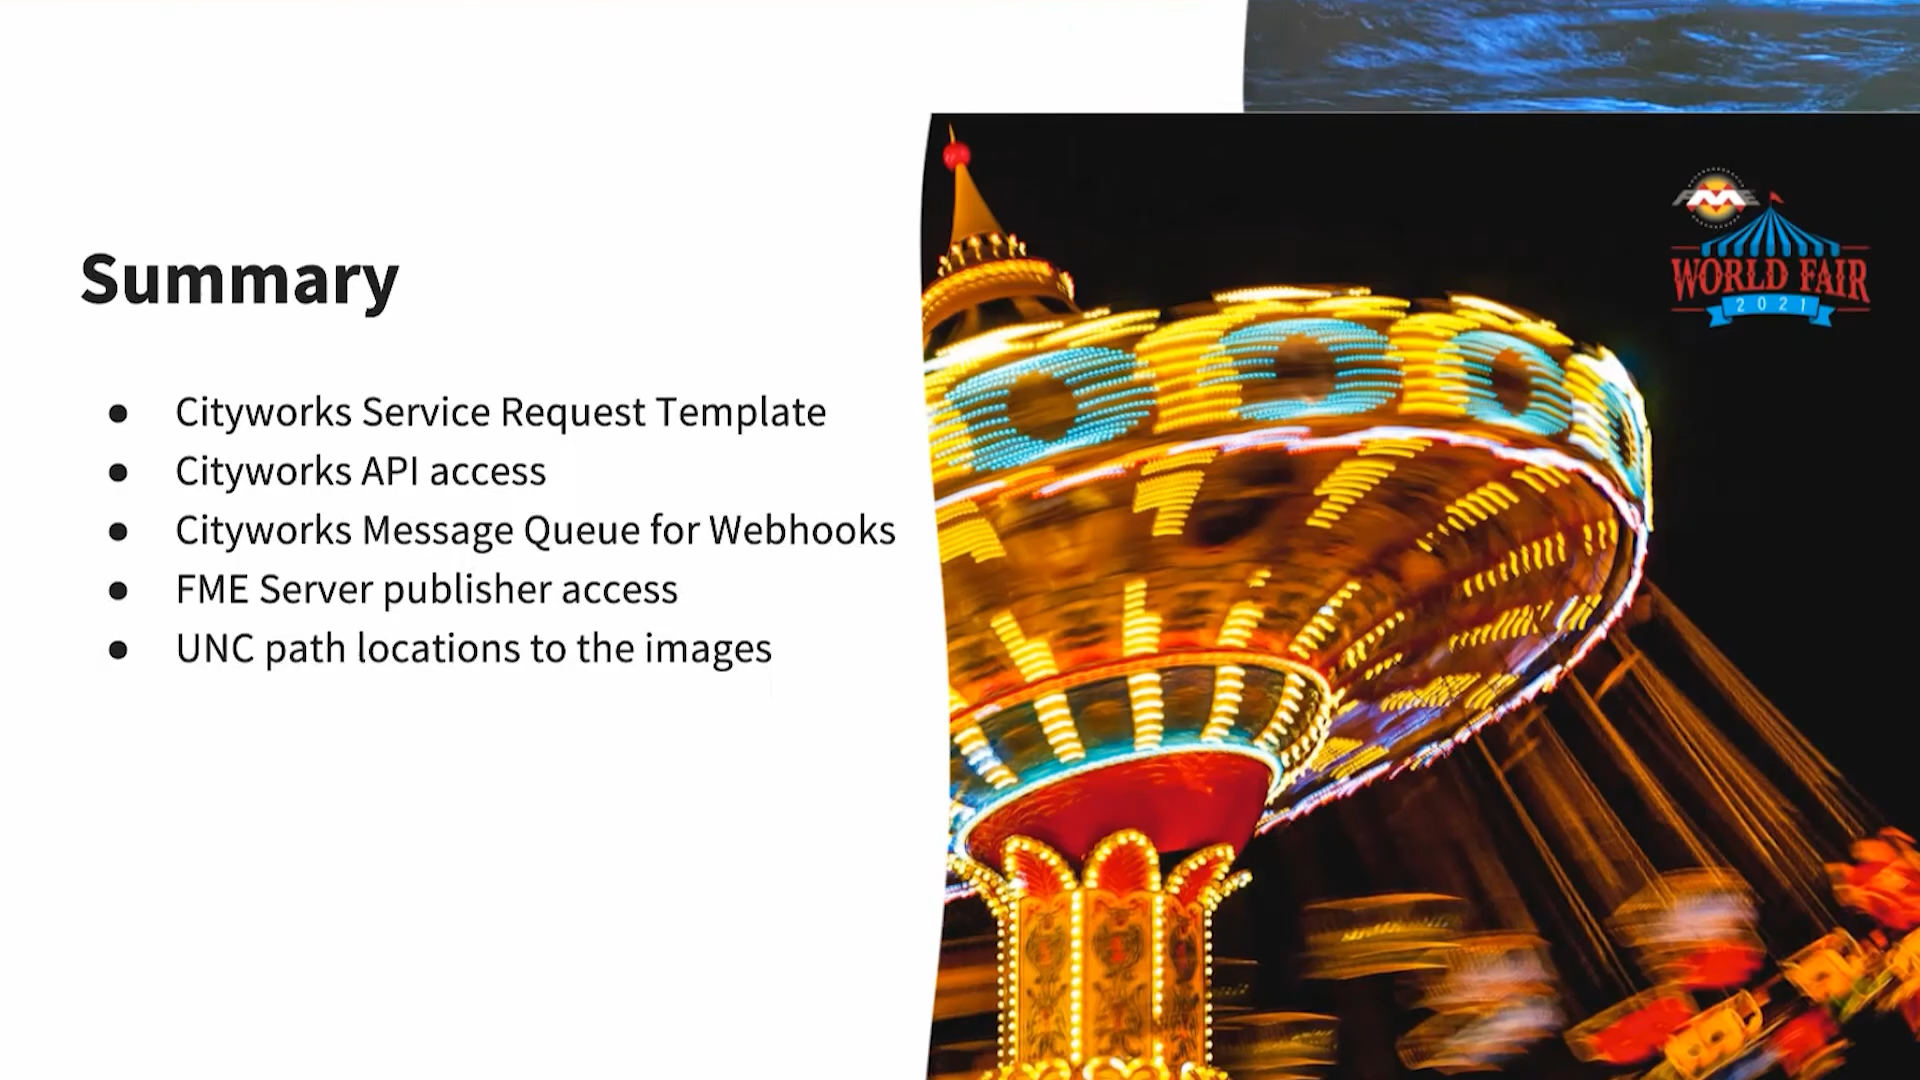 Summary
● Cityworks Service Request Template
● Cityworks API access
● Cityworks Message Queue for Webhooks
● FME Server publisher access
● UNC path locations to the images
FME
WORLD FAIR
2021